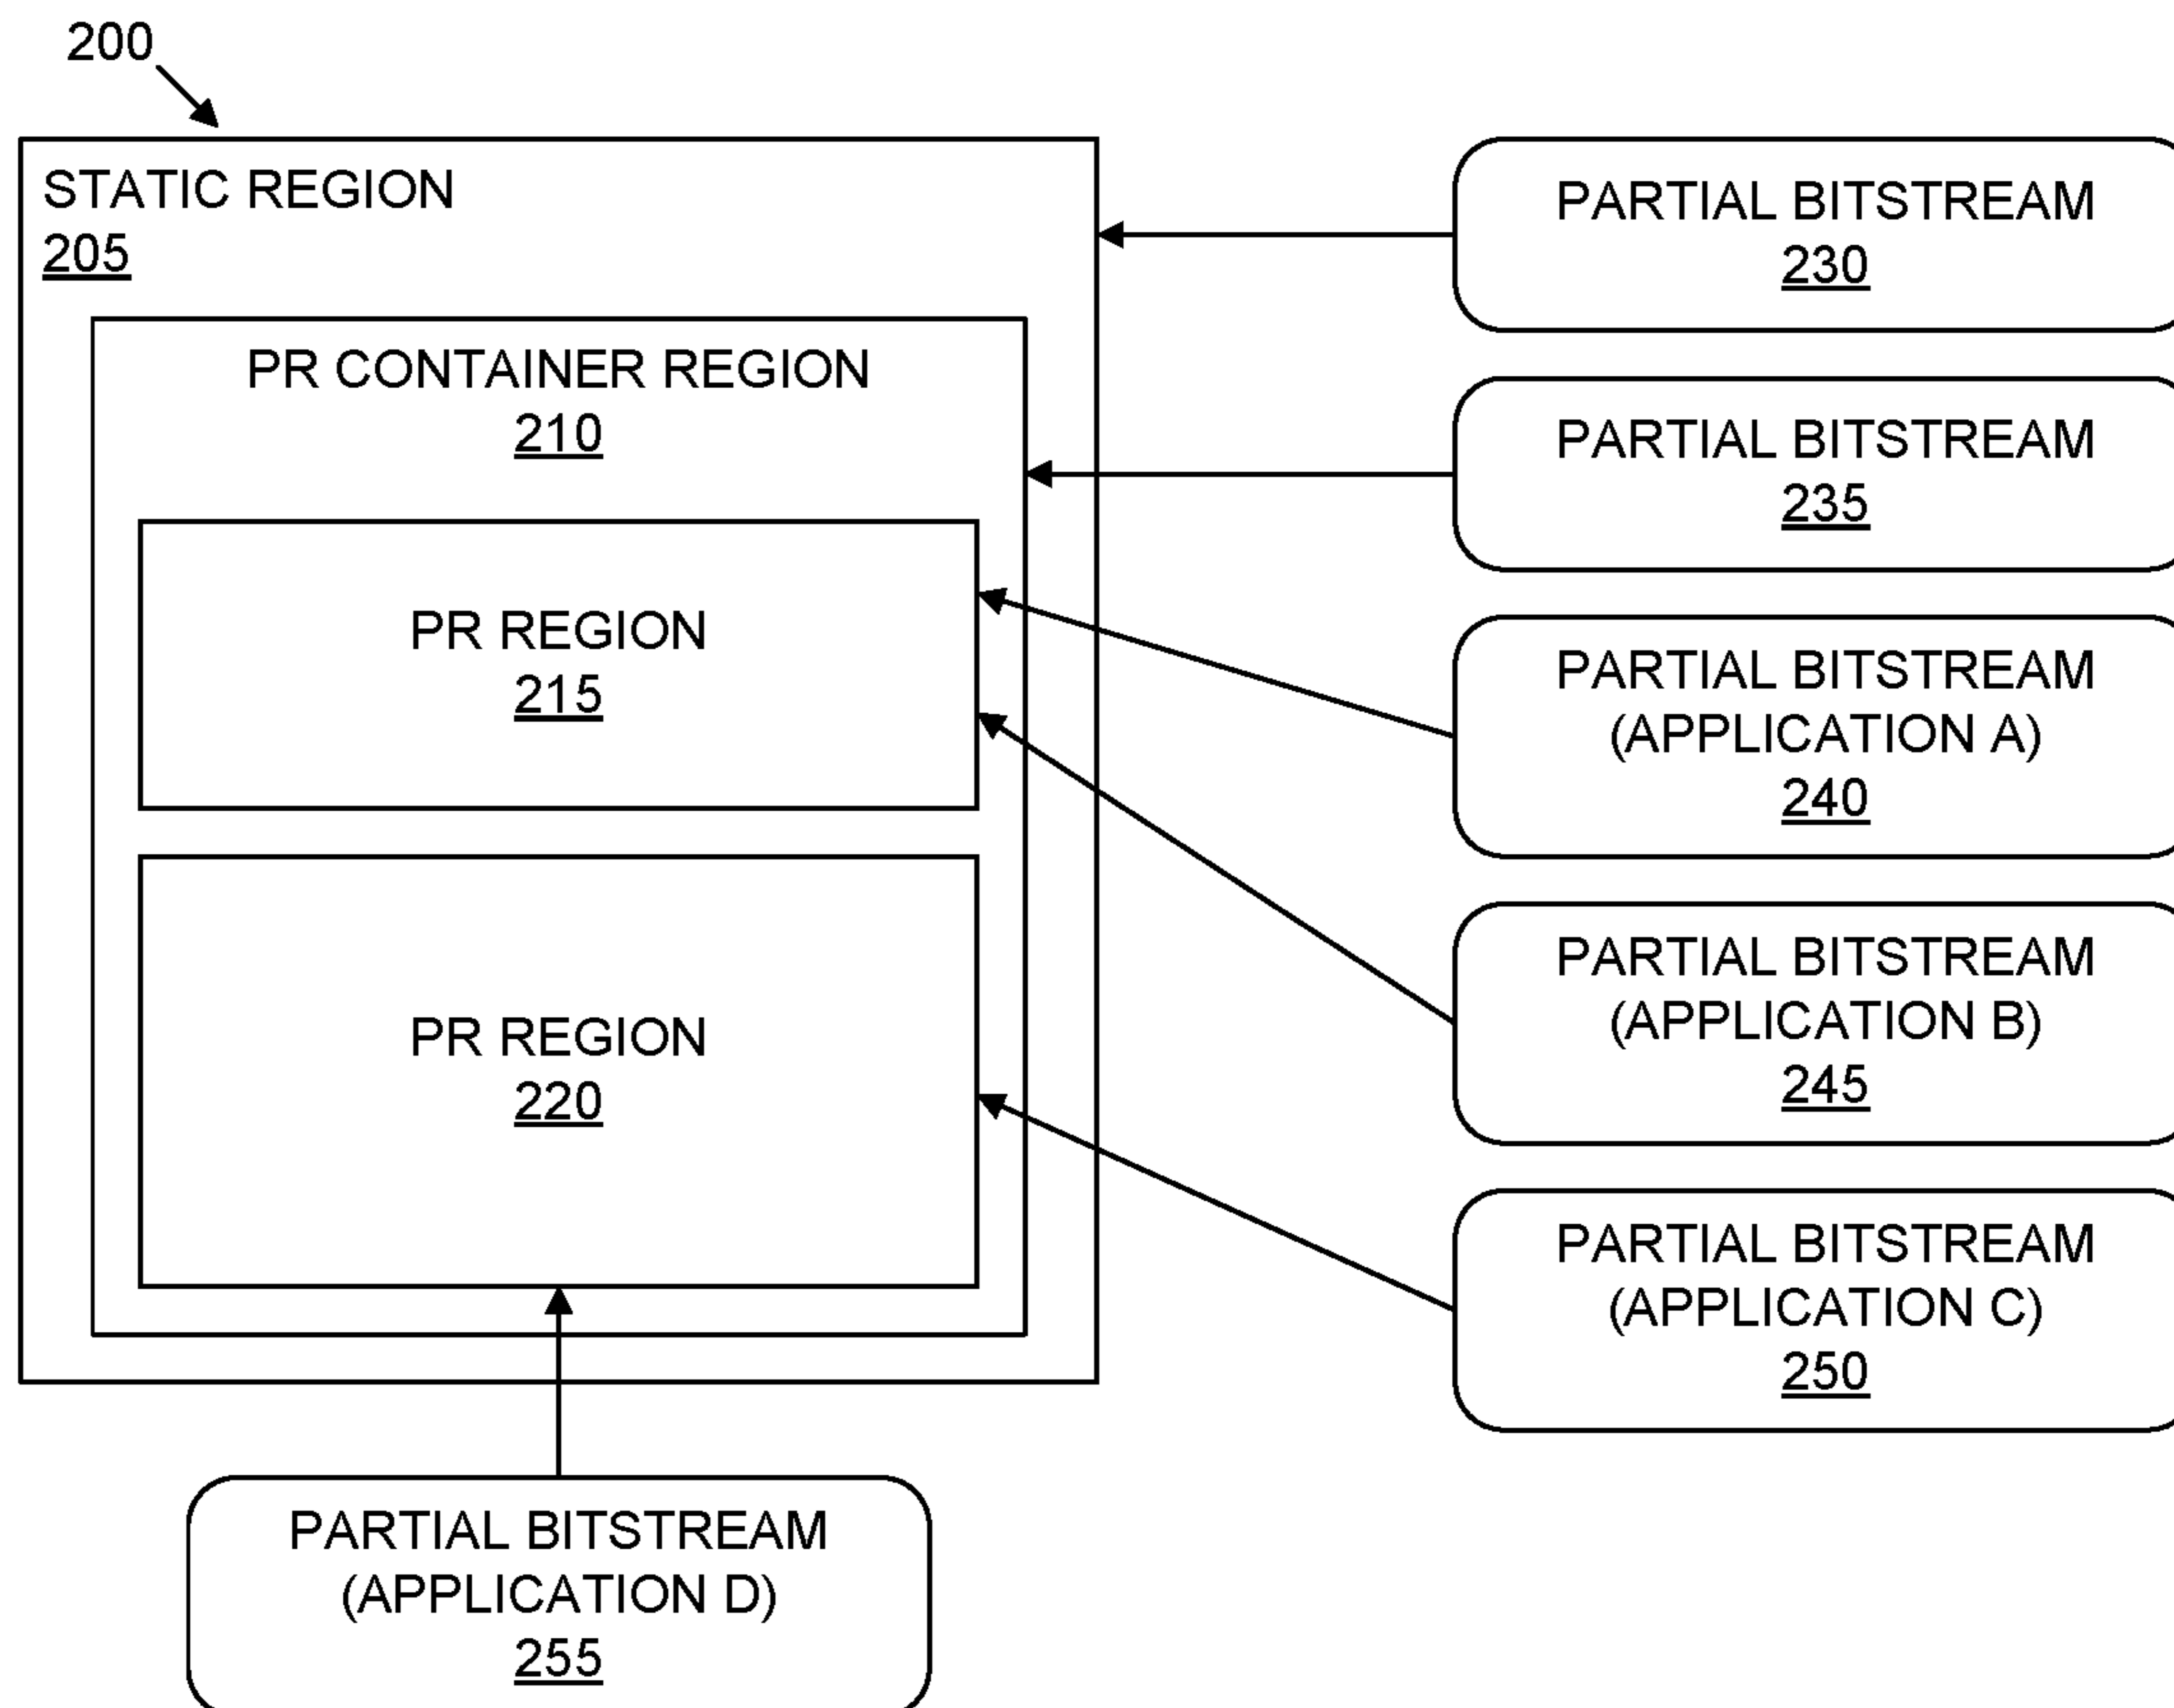 200
STATIC REGION
205
PR CONTAINER REGION
210
PR REGION
215
PR REGION
220
PARTIAL BITSTREAM
230
PARTIAL BITSTREAM
235
PARTIAL BITSTREAM
(APPLICATION A)
240
PARTIAL BITSTREAM
(APPLICATION B)
245
PARTIAL BITSTREAM
(APPLICATION C)
250
PARTIAL BITSTREAM
(APPLICATION D)
255